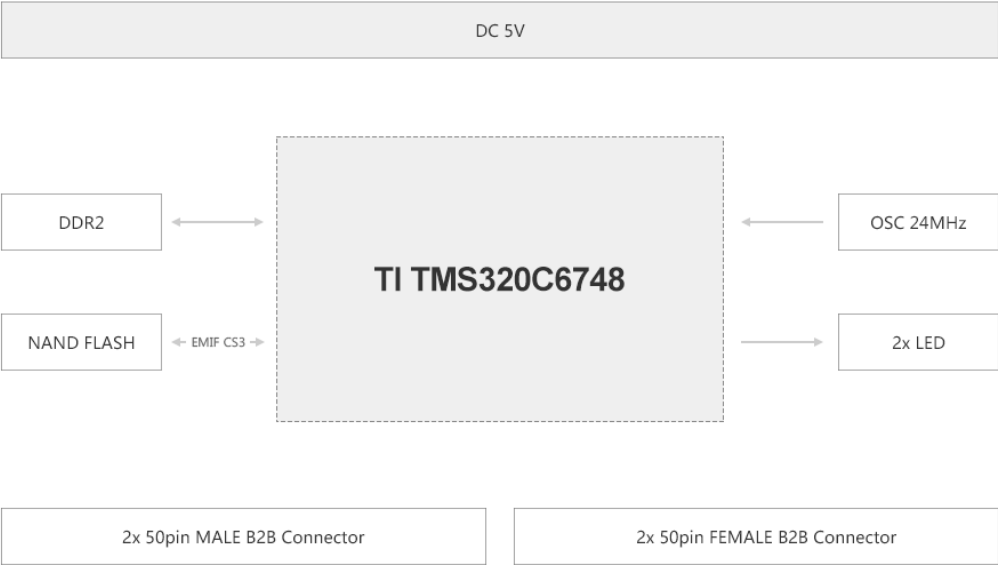 DC 5V
DDR2
OSC 24MHz
TI TMS320C6748
NAND FLASH
EMIF CS3
2x LED
2x 50pin MALE B2B Connector
2x 50pin FEMALE B2B Connector